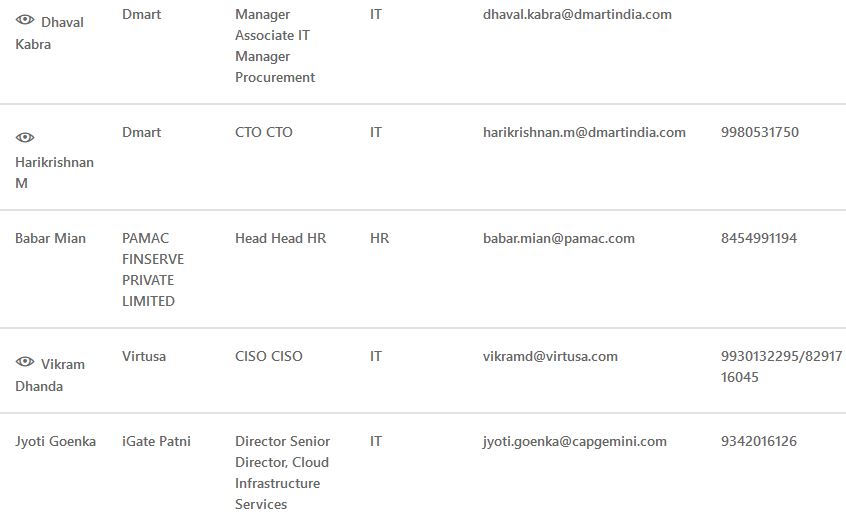 Dhaval Kabra Dmart Manager Associate IT Manager Procurement IT dhaval.kabra@dmartindia.com
Harikrishnan M Dmart CTO CTO IT harikrishnan.m@dmartindia.com 9980531750
Babar Mian PAMAC FINSERVE PRIVATE LIMITED Head Head HR HR babar.mian@pamac.com 8454991194
Vikram Dhanda Virtusa CISO CISO IT vikramd@virtusa.com 9930132295/8291716045
Jyoti Goenka iGate Patni Director Senior Director, Cloud Infrastructure Services IT jyoti.goenka@capgemini.com 9342016126